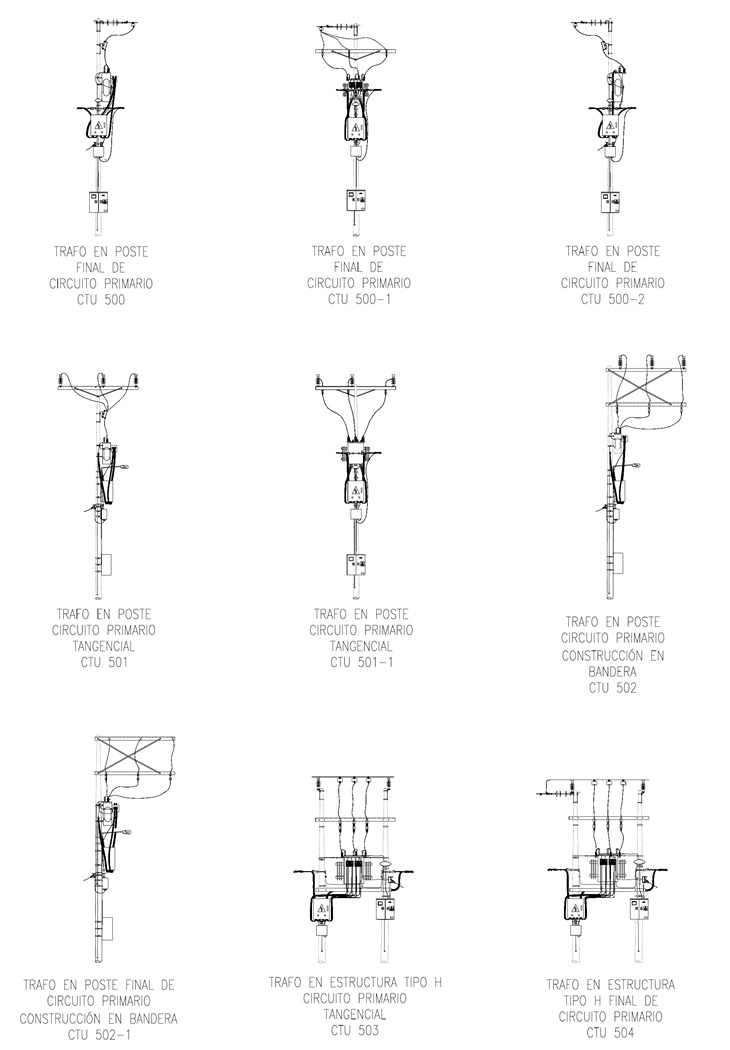 TRAFO EN POSTE
FINAL DE
CIRCUITO PRIMARIO
CTU 500
TRAFO EN POSTE
FINAL DE
CIRCUITO PRIMARIO
CTU 500-1
TRAFO EN POSTE
FINAL DE
CIRCUITO PRIMARIO
CTU 500-2
TRAFO EN POSTE
CIRCUITO PRIMARIO
TANGENCIAL
CTU 501
TRAFO EN POSTE
CIRCUITO PRIMARIO
TANGENCIAL
CTU 501-1
TRAFO EN POSTE
CIRCUITO PRIMARIO
CONSTRUCCIÓN EN
BANDERA
CTU 502
TRAFO EN POSTE FINAL DE
CIRCUITO PRIMARIO
CONSTRUCCIÓN EN BANDERA
CTU 502-1
TRAFO EN ESTRUCTURA TIPO H
CIRCUITO PRIMARIO
TANGENCIAL
CTU 503
TRAFO EN ESTRUCTURA
TIPO H FINAL DE
CIRCUITO PRIMARIO
CTU 504